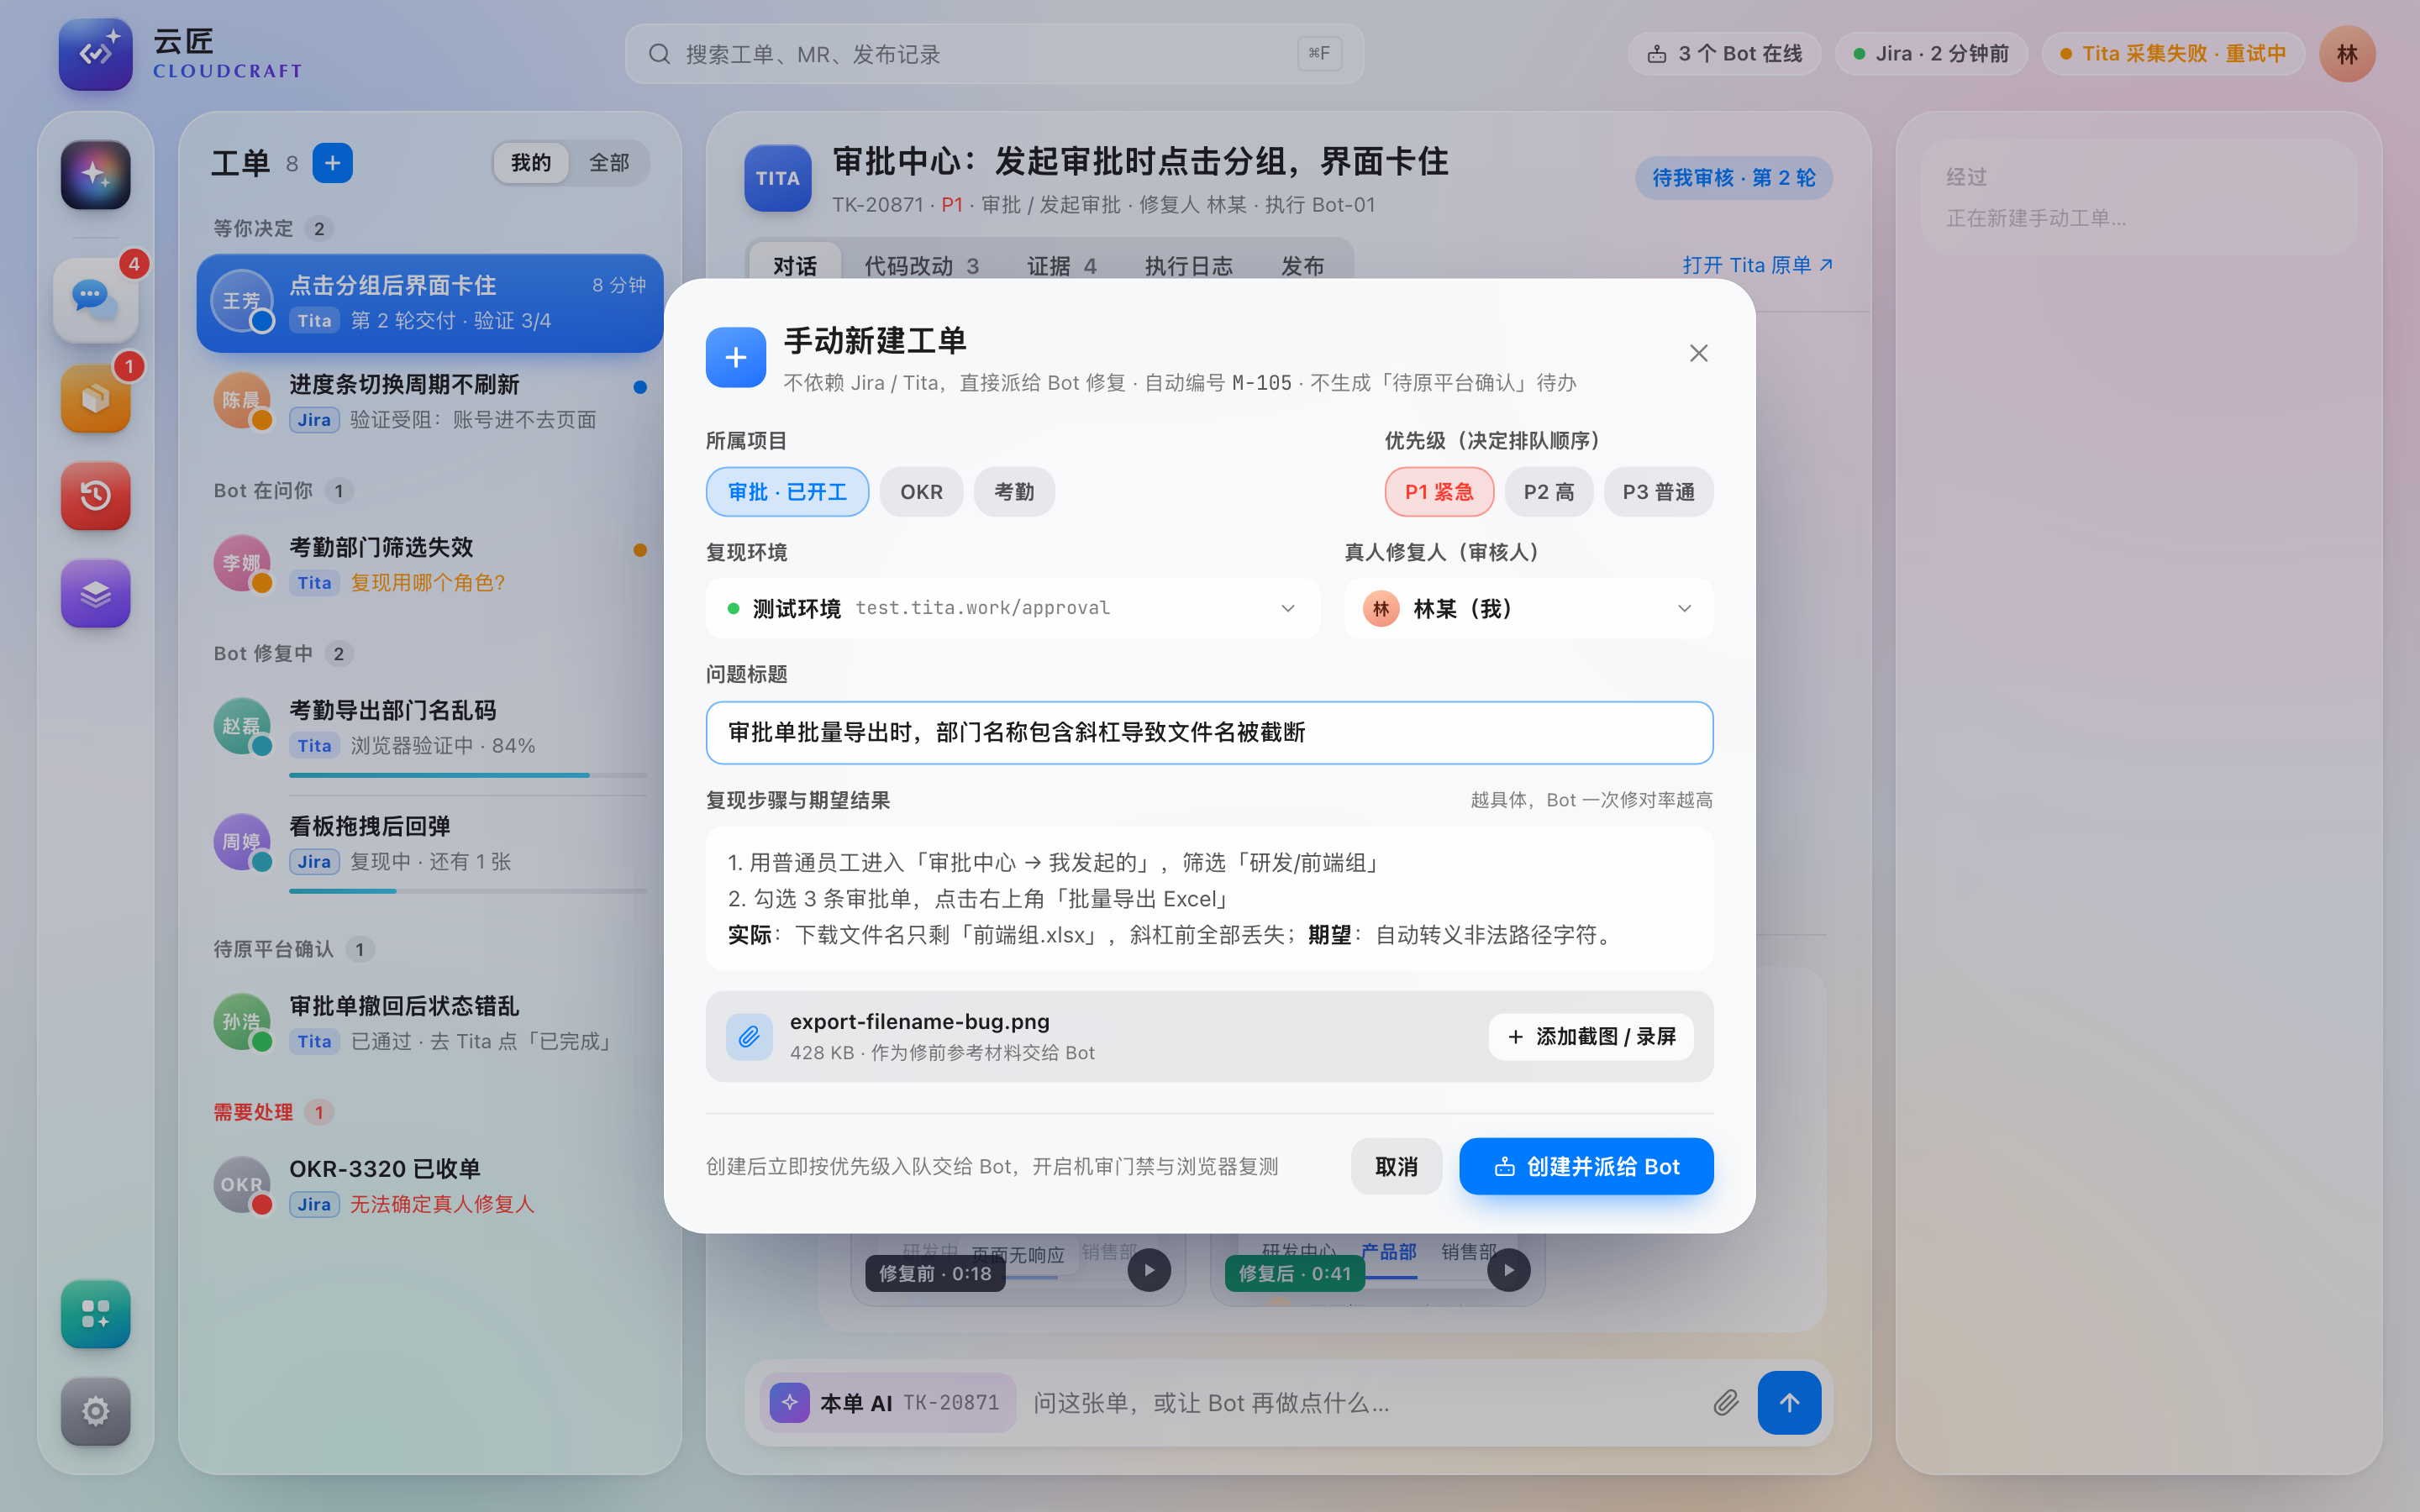 云匠
CLOUDCRAFT
搜索工单、MR、发布记录
⌘F
3 个 Bot 在线
Jira · 2 分钟前
Tita 采集失败 · 重试中
林
4
1
工单 8
我的
全部
等你决定 2
王芳
点击分组后界面卡住
8 分钟
Tita 第 2 轮交付 · 验证 3/4
陈晨
进度条切换周期不刷新
Jira 验证受阻：账号进不去页面
Bot 在问你 1
李娜
考勤部门筛选失效
Tita 复现用哪个角色?
Bot 修复中 2
赵磊
考勤导出部门名乱码
Tita 浏览器验证中 · 84%
周婷
看板拖拽后回弹
Jira 复现中 · 还有 1 张
待原平台确认 1
孙浩
审批单撤回后状态错乱
Tita 已通过 · 去 Tita 点「已完成」
需要处理 1
OKR
OKR-3320 已收单
Jira 无法确定真人修复人
TITA
审批中心：发起审批时点击分组，界面卡住
TK-20871 · P1 · 审批 / 发起审批 · 修复人 林某 · 执行 Bot-01
待我审核 · 第 2 轮
对话
代码改动 3
证据 4
执行日志
发布
打开 Tita 原单 ↗
经过
正在新建手动工单...
手动新建工单
不依赖 Jira / Tita，直接派给 Bot 修复 · 自动编号 M-105 · 不生成「待原平台确认」待办
所属项目
审批 · 已开工
OKR
考勤
优先级（决定排队顺序）
P1 紧急
P2 高
P3 普通
复现环境
测试环境 test.tita.work/approval
真人修复人（审核人）
林 林某（我）
问题标题
审批单批量导出时，部门名称包含斜杠导致文件名被截断
复现步骤与期望结果
越具体，Bot 一次修对率越高
1. 用普通员工进入「审批中心 → 我发起的」，筛选「研发/前端组」
2. 勾选 3 条审批单，点击右上角「批量导出 Excel」
实际：下载文件名只剩「前端组.xlsx」，斜杠前全部丢失；期望：自动转义非法路径字符。
export-filename-bug.png
428 KB · 作为修前参考材料交给 Bot
+ 添加截图 / 录屏
创建后立即按优先级入队交给 Bot，开启机审门禁与浏览器复测
取消
创建并派给 Bot
页面无响应
销售部
修复前 · 0:18
研发中心
产品部
销售部
修复后 · 0:41
本单 AI TK-20871
问这张单，或让 Bot 再做点什么...